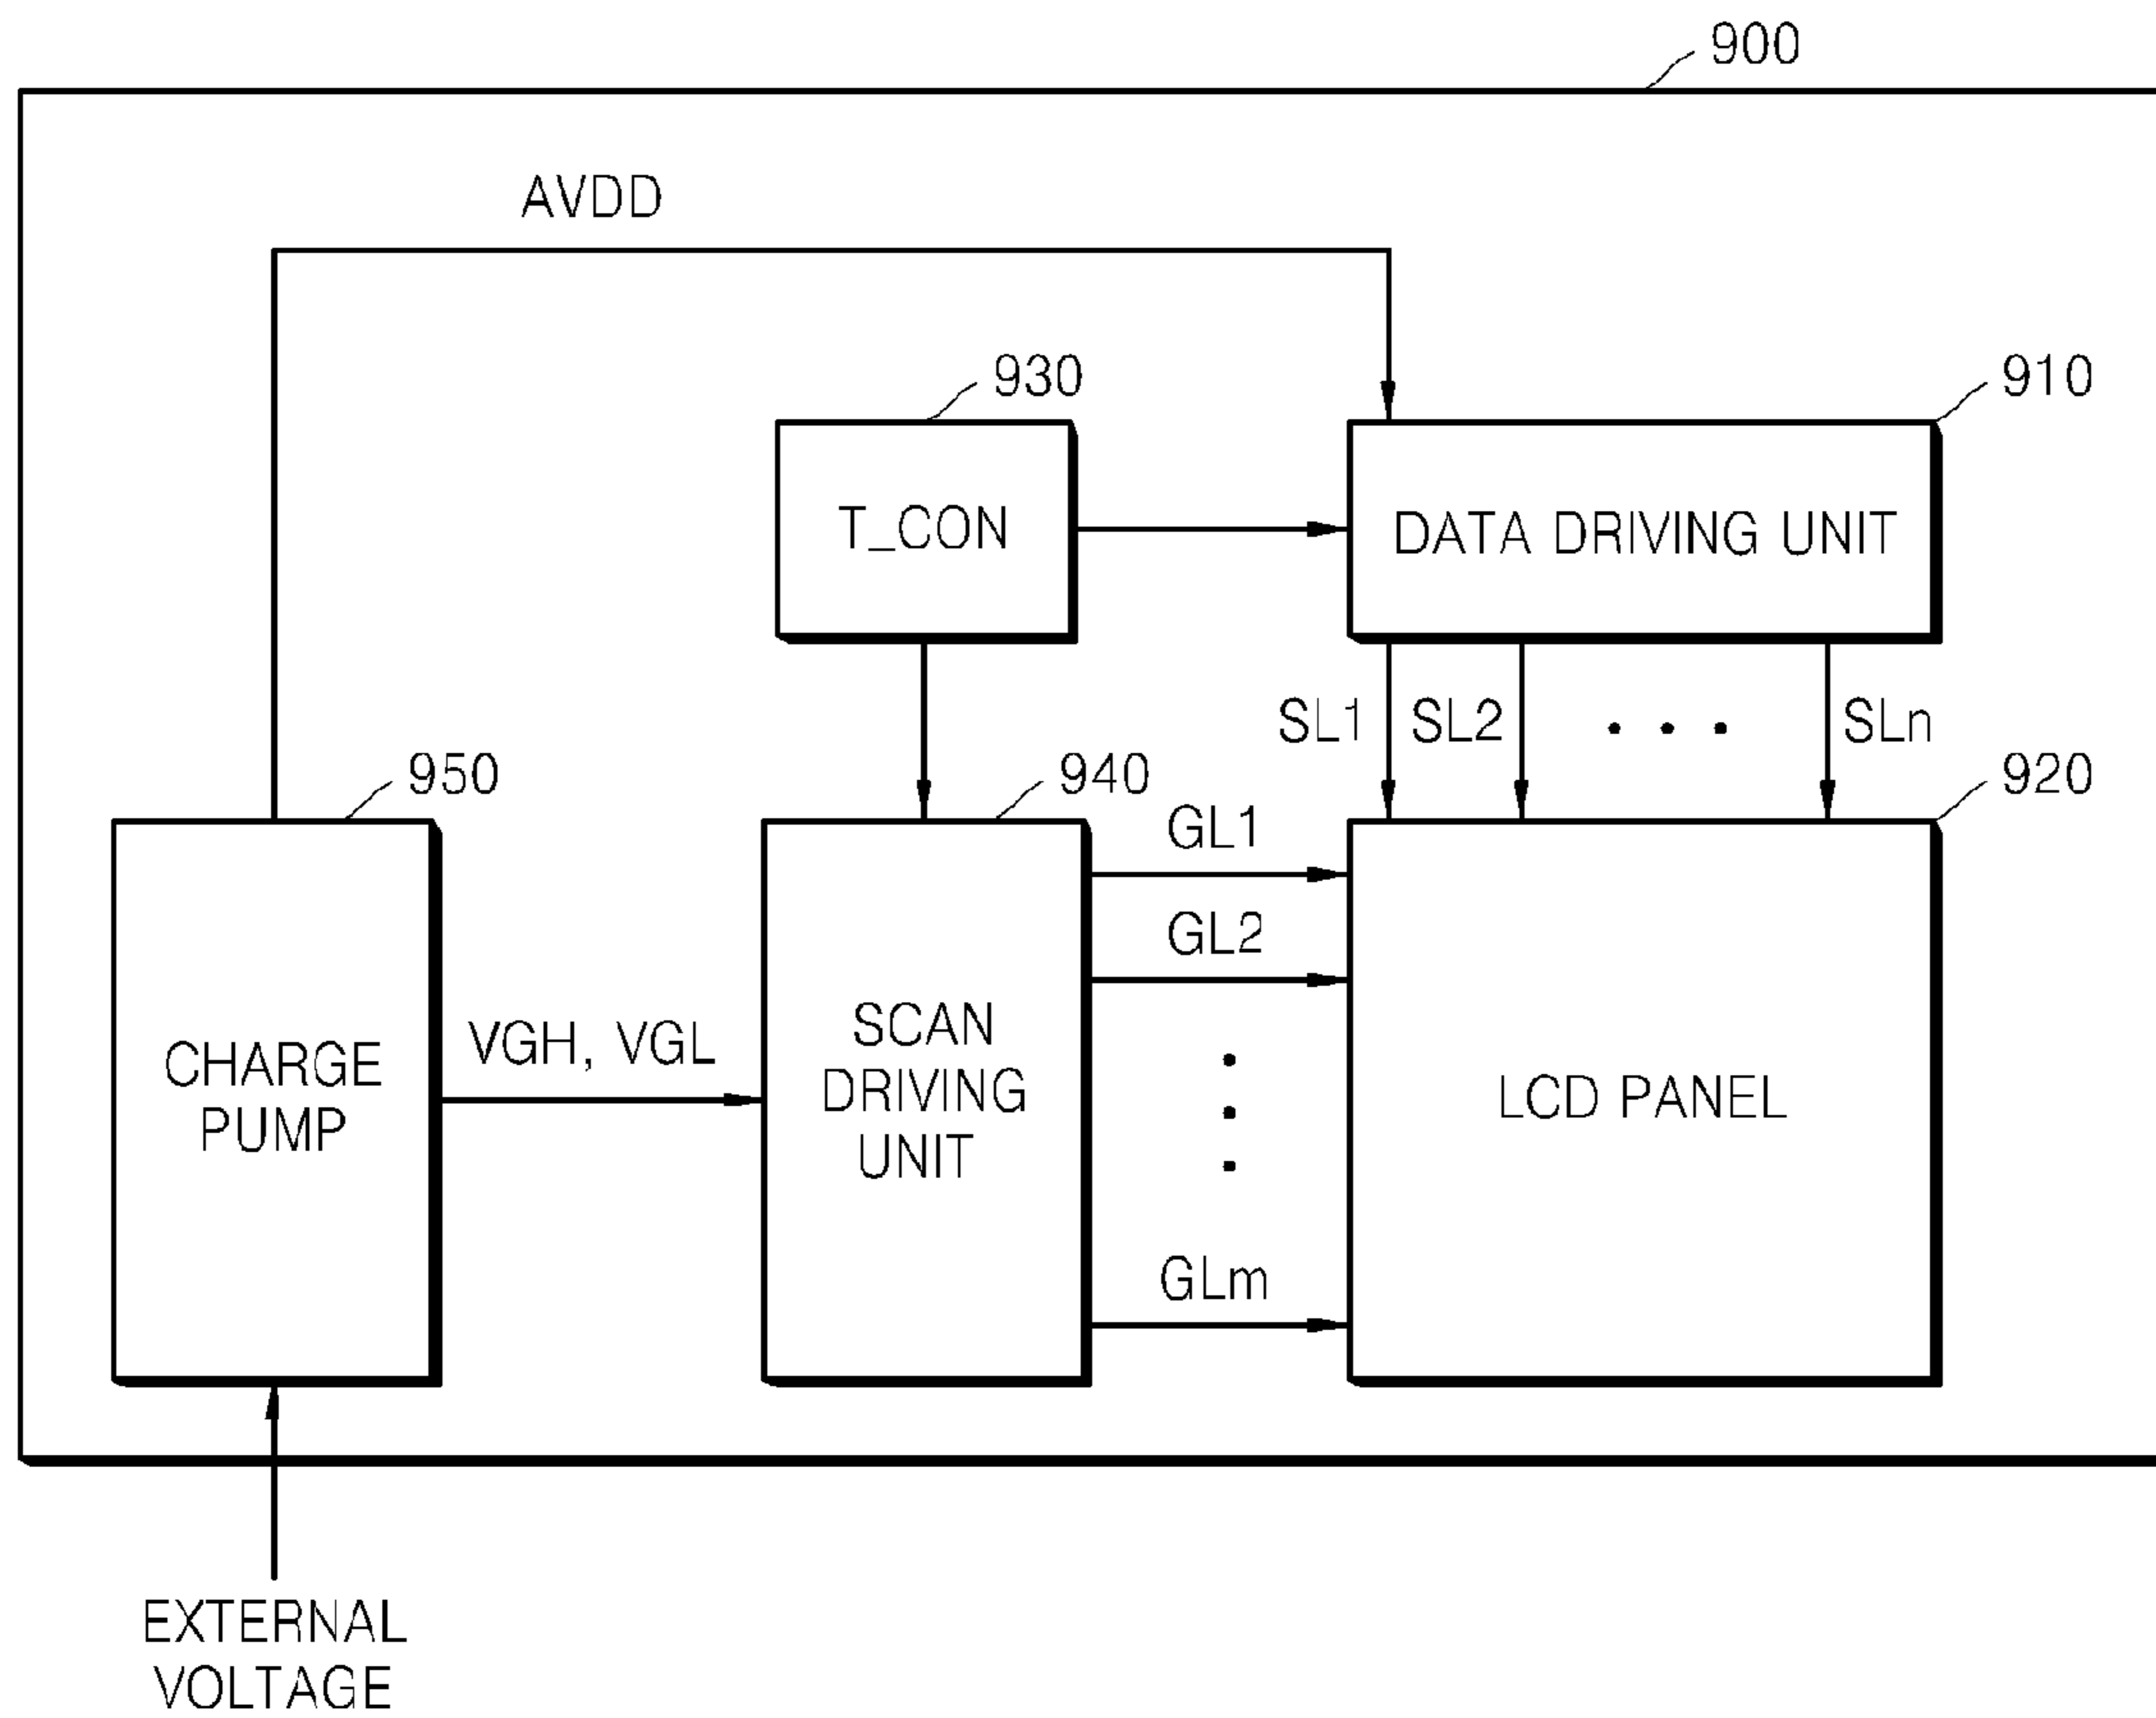 900
AVDD
930
910
T_CON
DATA DRIVING UNIT
SL1
SL2
. . .
SLn
950
940
920
GL1
GL2
CHARGE
PUMP
VGH, VGL
SCAN
DRIVING
UNIT
LCD PANEL
GLm
EXTERNAL
VOLTAGE